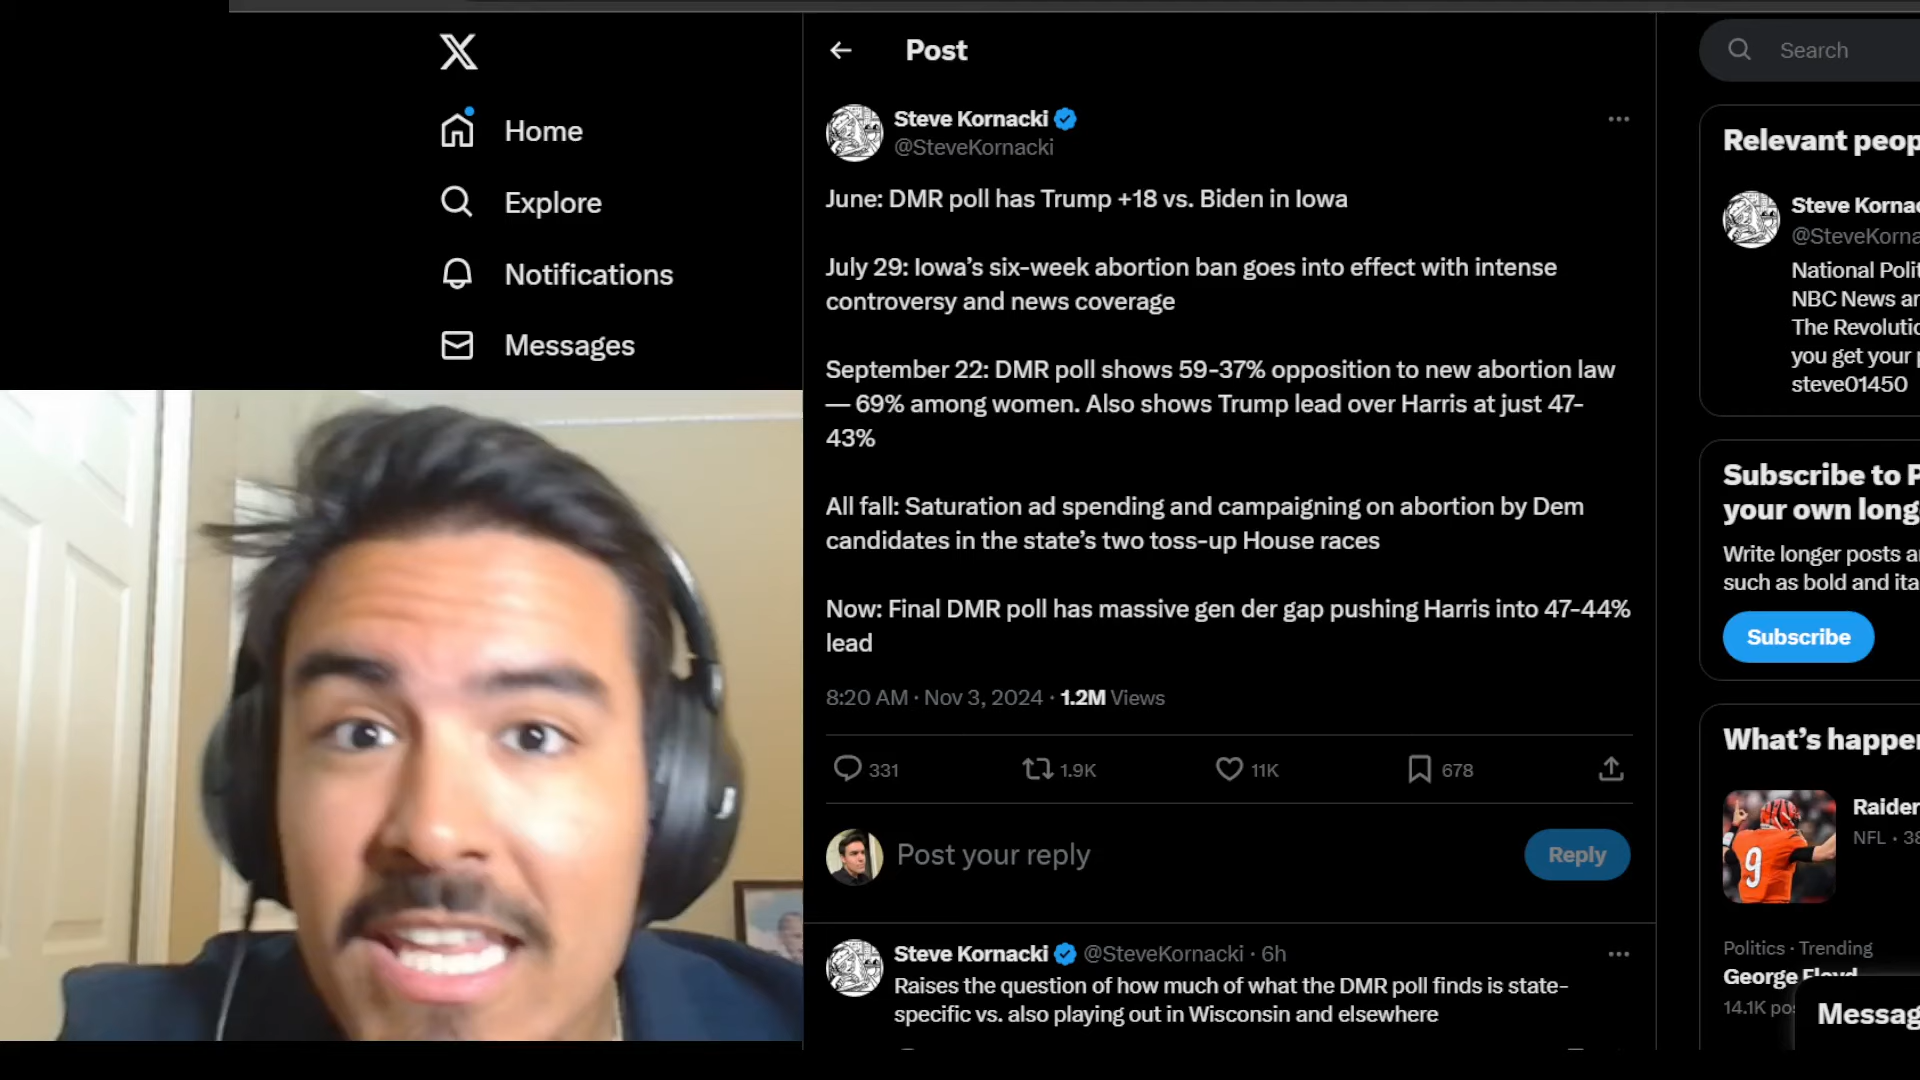 Home
Explore
Notifications
Messages
Post
Steve Kornacki
@SteveKornacki
June: DMR poll has Trump +18 vs. Biden in Iowa
July 29: Iowa’s six-week abortion ban goes into effect with intense
controversy and news coverage
September 22: DMR poll shows 59-37% opposition to new abortion law
— 69% among women. Also shows Trump lead over Harris at just 47-
43%
All fall: Saturation ad spending and campaigning on abortion by Dem
candidates in the state’s two toss-up House races
Now: Final DMR poll has massive gen der gap pushing Harris into 47-44%
lead
8:20 AM · Nov 3, 2024 · 1.2M Views
331 1.9K 11K 678
Post your reply
Reply
Steve Kornacki @SteveKornacki · 6h
Raises the question of how much of what the DMR poll finds is state-
specific vs. also playing out in Wisconsin and elsewhere
Search
Relevant peop
Steve Kornac
@SteveKorna
National Polit
NBC News an
The Revolutio
you get your p
steve01450
Subscribe to P
your own long
Write longer posts a
such as bold and ita
Subscribe
What’s happen
Raider
NFL · 38
9
Politics · Trending
George Floyd
14.1K pos
Messag